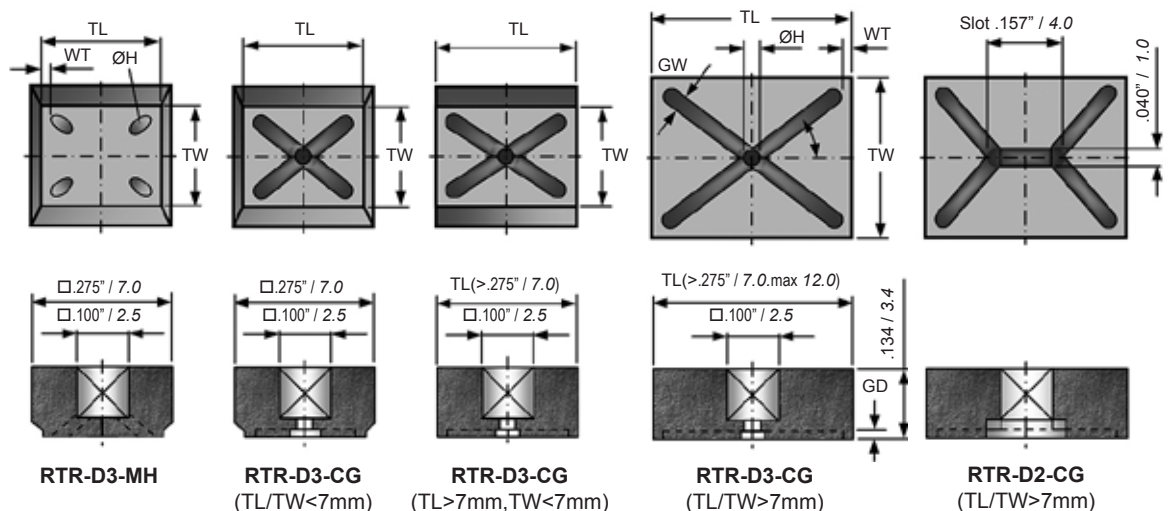 TL
WT ØH
TW
TL
TW
TL
TW
TL
ØH WT
GW
TW
Slot .157” / 4.0
.040” / 1.0
□.275” / 7.0
□.100” / 2.5
□.275” / 7.0
□.100” / 2.5
TL(>.275” / 7.0
□.100” / 2.5
TL(>.275” / 7.0.max 12.0)
□.100” / 2.5
.134 / 3.4
GD
RTR-D3-MH
RTR-D3-CG
(TL/TW<7mm)
RTR-D3-CG
(TL>7mm,TW<7mm)
RTR-D3-CG
(TL/TW>7mm)
RTR-D2-CG
(TL/TW>7mm)